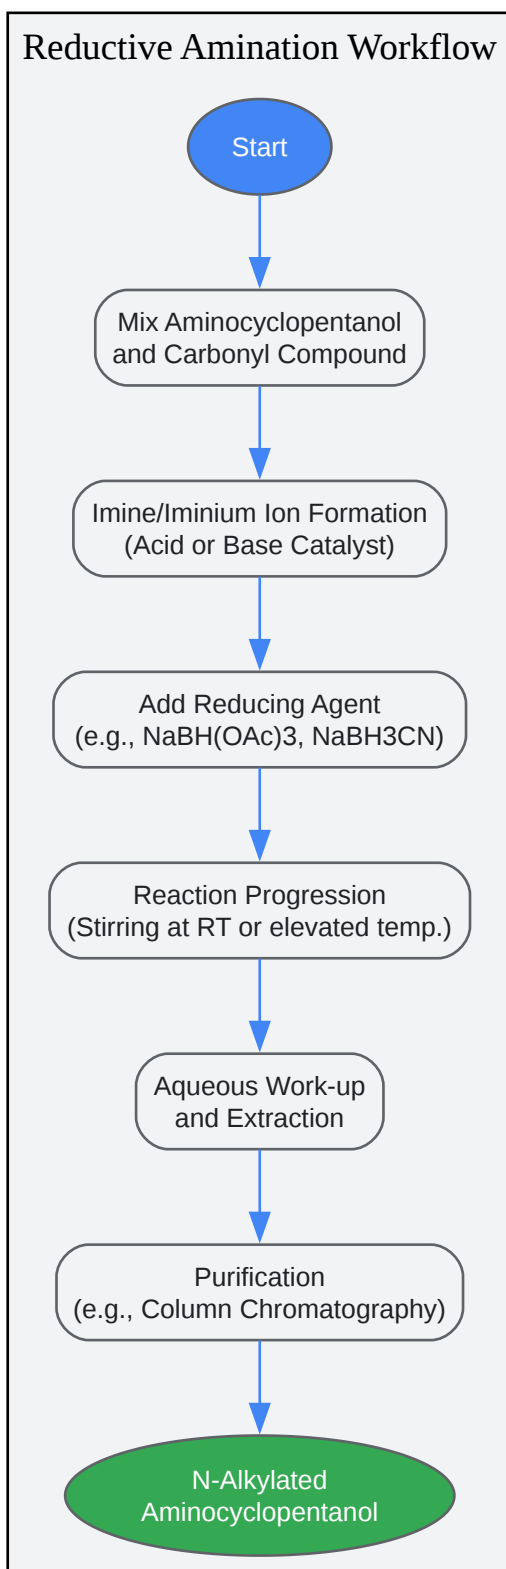 Reductive Amination Workflow
Start
Mix Aminocyclopentanol
and Carbonyl Compound
Imine/Iminium Ion Formation
(Acid or Base Catalyst)
Add Reducing Agent
(e.g., NaBH(OAc)3, NaBH3CN)
Reaction Progression
(Stirring at RT or elevated temp.)
Aqueous Work-up
and Extraction
Purification
(e.g., Column Chromatography)
N-Alkylated
Aminocyclopentanol